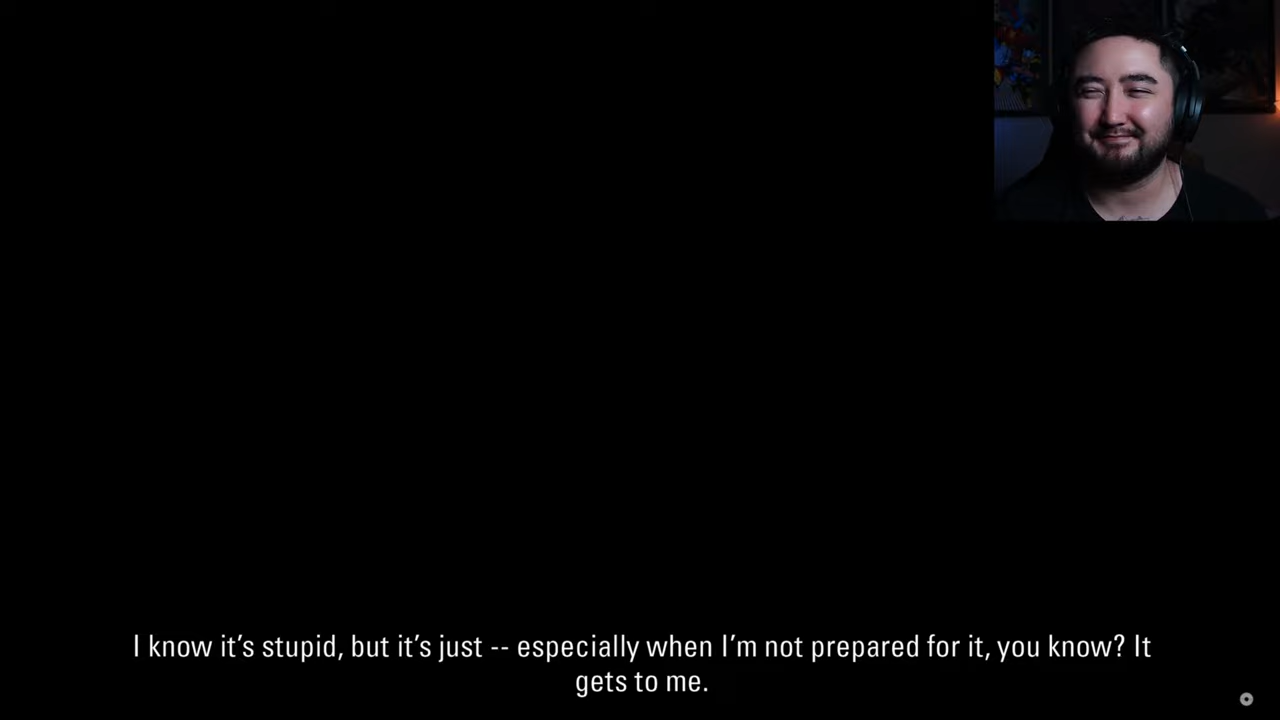 I know it's stupid, but it's just -- especially when I'm not prepared for it, you know? It
gets to me.